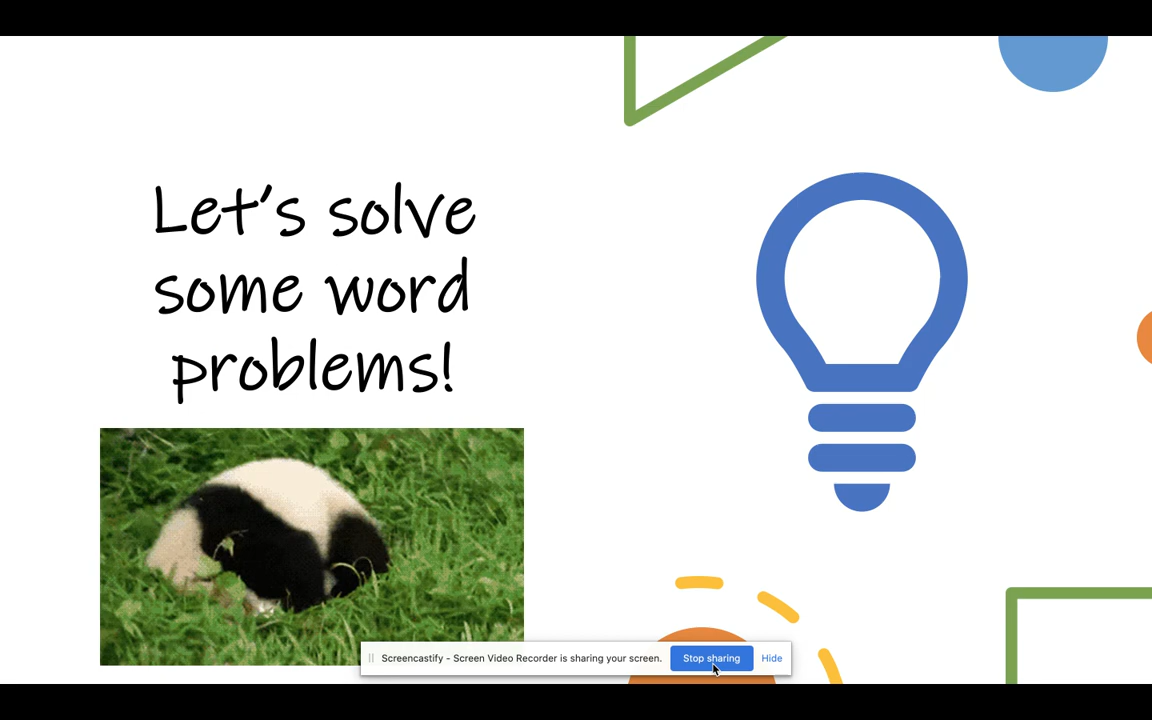 Let's solve
some word
problems!
Screencastify - Screen Video Recorder is sharing your screen. Stop sharing Hide